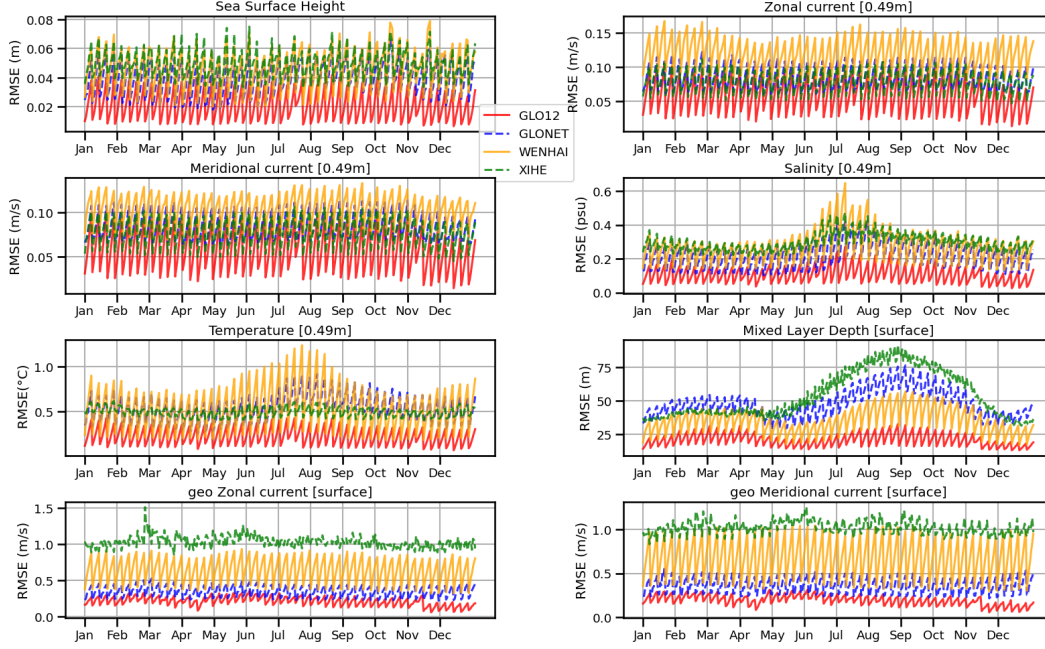 Sea Surface Height
RMSE (m)
0.08
0.06
0.04
0.02
Jan Feb Mar Apr May Jun Jul Aug Sep Oct Nov Dec
Zonal current [0.49m]
RMSE (m/s)
0.15
0.10
0.05
Jan Feb Mar Apr May Jun Jul Aug Sep Oct Nov Dec
GLO12
GLONET
WENHAI
XIHE
Meridional current [0.49m]
RMSE (m/s)
0.10
0.05
Jan Feb Mar Apr May Jun Jul Aug Sep Oct Nov Dec
Salinity [0.49m]
RMSE (psu)
0.6
0.4
0.2
0.0
Jan Feb Mar Apr May Jun Jul Aug Sep Oct Nov Dec
Temperature [0.49m]
RMSE(°C)
1.0
0.5
Jan Feb Mar Apr May Jun Jul Aug Sep Oct Nov Dec
Mixed Layer Depth [surface]
RMSE (m)
75
50
25
Jan Feb Mar Apr May Jun Jul Aug Sep Oct Nov Dec
geo Zonal current [surface]
RMSE (m/s)
1.5
1.0
0.5
0.0
Jan Feb Mar Apr May Jun Jul Aug Sep Oct Nov Dec
geo Meridional current [surface]
RMSE (m/s)
1.0
0.5
0.0
Jan Feb Mar Apr May Jun Jul Aug Sep Oct Nov Dec